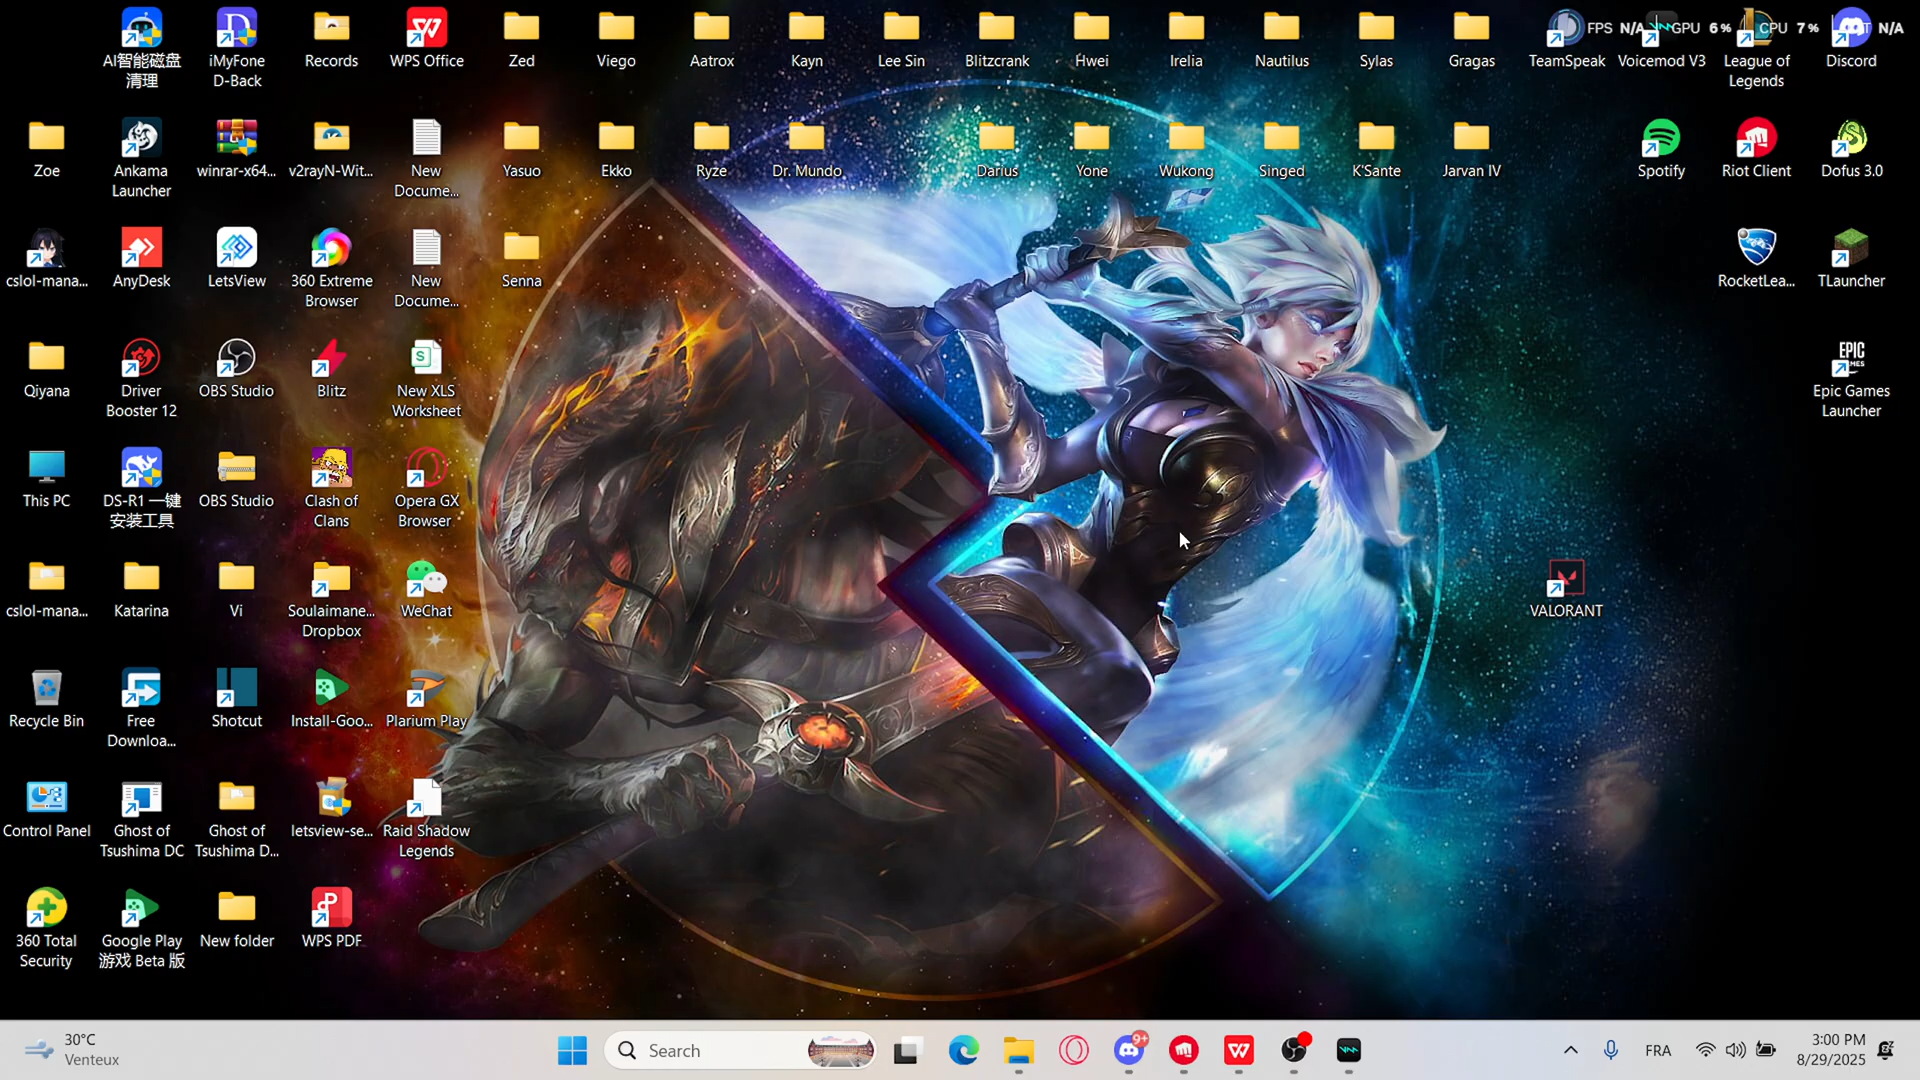 AI智能磁盘
清理
iMyFone
D-Back
Records
WPS Office
Zed
Viego
Aatrox
Kayn
Lee Sin
Blitzcrank
Hwei
Irelia
Nautilus
Sylas
Gragas
TeamSpeak
Voicemod V3
League of
Legends
Discord
FPS N/A
GPU 6 %
CPU 7 %
N/A
Zoe
Ankama
Launcher
winrar-x64...
v2rayN-Wit...
New
Docume...
Yasuo
Ekko
Ryze
Dr. Mundo
Darius
Yone
Wukong
Singed
K'Sante
Jarvan IV
Spotify
Riot Client
Dofus 3.0
cslol-mana...
AnyDesk
LetsView
360 Extreme
Browser
New
Docume...
Senna
RocketLea...
TLauncher
Qiyana
Driver
Booster 12
OBS Studio
Blitz
New XLS
Worksheet
EPIC
Epic Games
Launcher
This PC
DS-R1 一键
安装工具
OBS Studio
Clash of
Clans
Opera GX
Browser
cslol-mana...
Katarina
Vi
Soulaimane...
Dropbox
WeChat
VALORANT
Recycle Bin
Free
Downloa...
Shotcut
Install-Goo...
Plarium Play
Control Panel
Ghost of
Tsushima DC
Ghost of
Tsushima D...
letsview-se...
Raid Shadow
Legends
360 Total
Security
Google Play
游戏 Beta 版
New folder
WPS PDF
30°C
Venteux
Search
9+
FRA
3:00 PM
8/29/2025